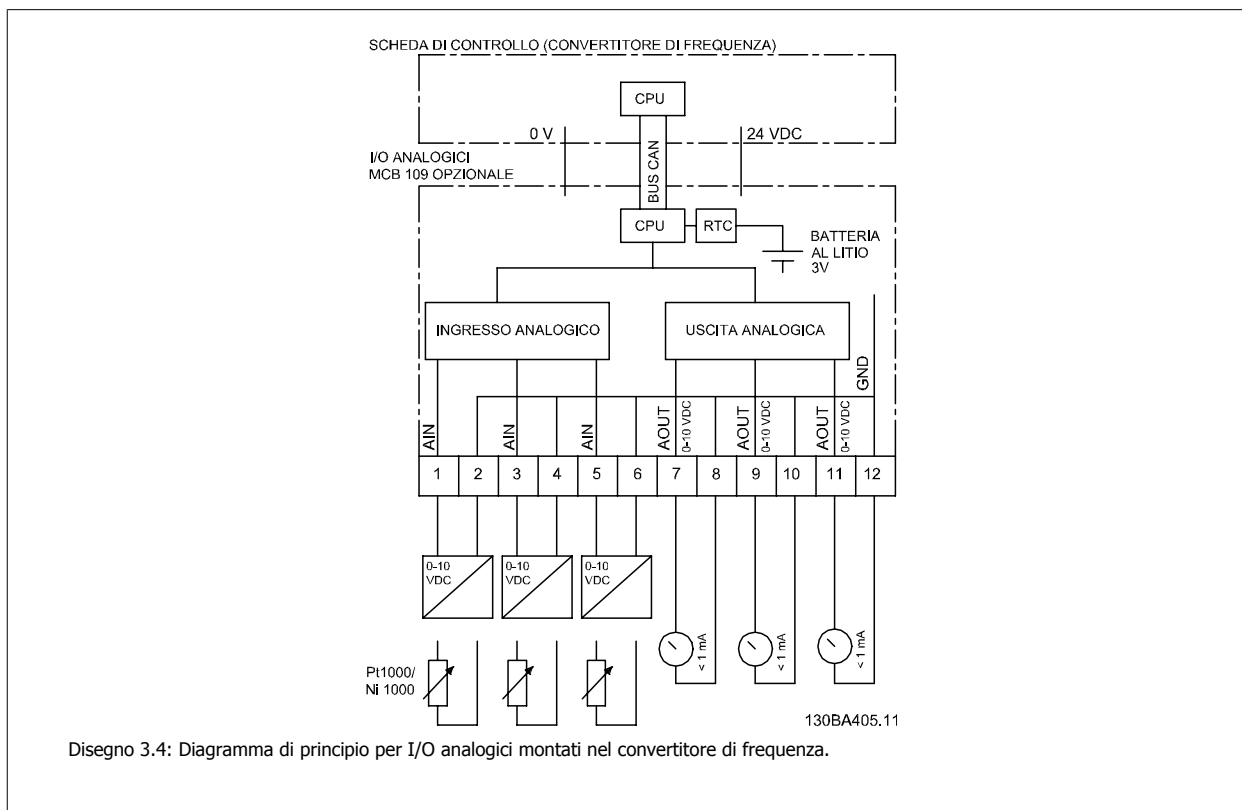 SCHEDA DI CONTROLLO (CONVERTITORE DI FREQUENZA)
CPU
0 V
24 VDC
BUS CAN
I/O ANALOGICI
MCB 109 OPZIONALE
CPU
RTC
BATTERIA
AL LITIO
3V
INGRESSO ANALOGICO
USCITA ANALOGICA
GND
AIN
AIN
AIN
AOUT
0-10 VDC
AOUT
0-10 VDC
AOUT
0-10 VDC
1 2 3 4 5 6 7 8 9 10 11 12
0-10
VDC
0-10
VDC
0-10
VDC
< 1 mA
< 1 mA
< 1 mA
Pt1000/
Ni 1000
130BA405.11
Disegno 3.4: Diagramma di principio per I/O analogici montati nel convertitore di frequenza.